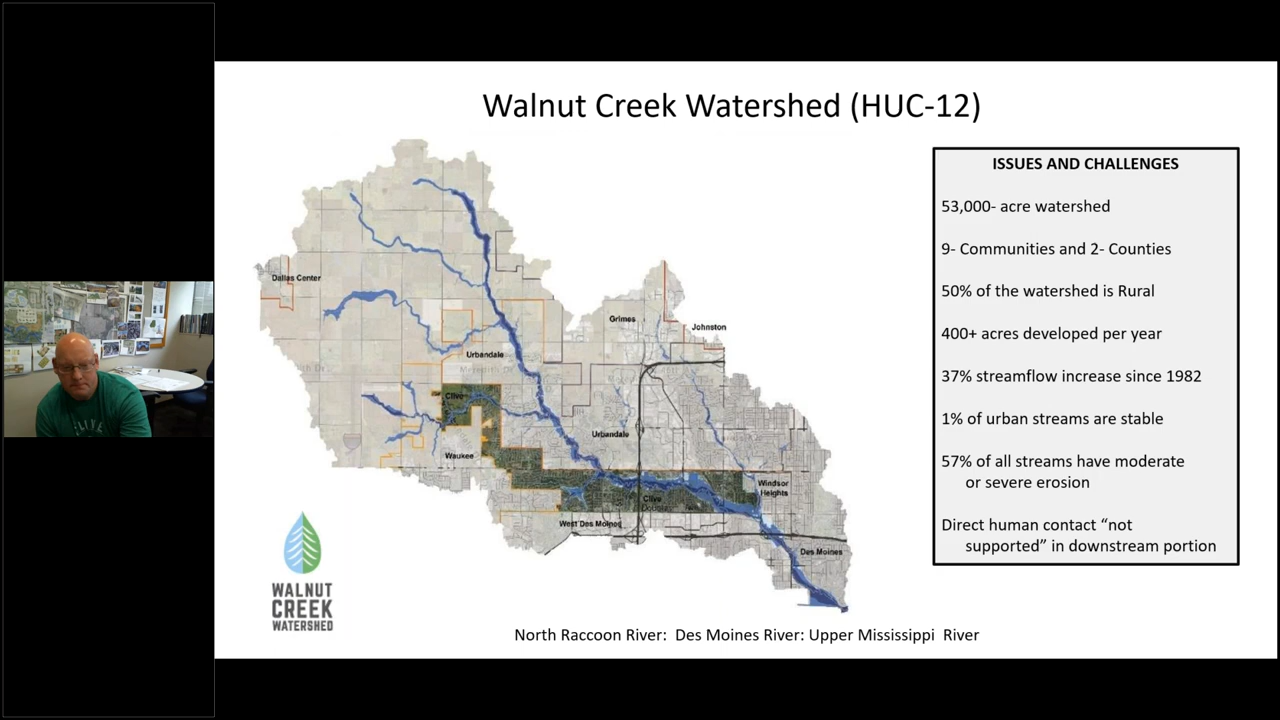 Walnut Creek Watershed (HUC-12)
Dallas Center
Grimes
Johnston
Urbandale
Meredith Dr
Clive
Urbandale
Waukee
Windsor
Heights
Clive
West Des Moines
Des Moines
WALNUT
CREEK
WATERSHED
ISSUES AND CHALLENGES
53,000- acre watershed
9- Communities and 2- Counties
50% of the watershed is Rural
400+ acres developed per year
37% streamflow increase since 1982
1% of urban streams are stable
57% of all streams have moderate
or severe erosion
Direct human contact “not
supported” in downstream portion
North Raccoon River: Des Moines River: Upper Mississippi River